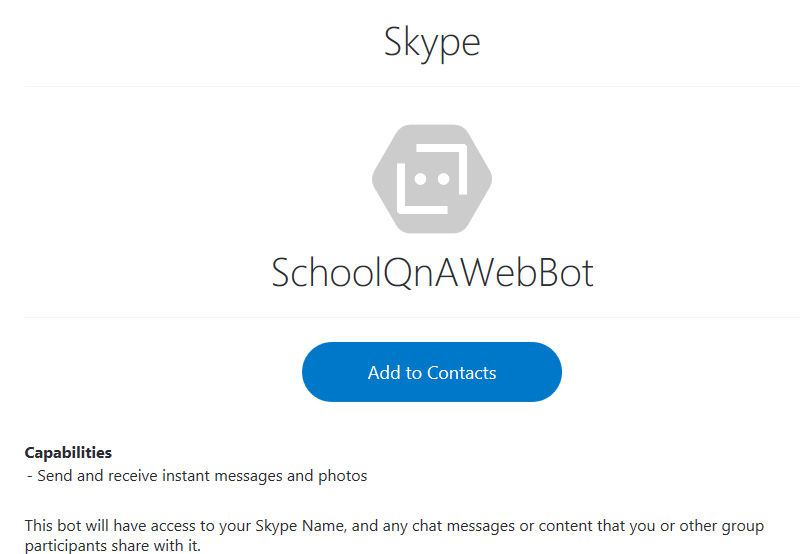 Skype
SchoolQnAWebBot
Add to Contacts
Capabilities
- Send and receive instant messages and photos
This bot will have access to your Skype Name, and any chat messages or content that you or other group
participants share with it.